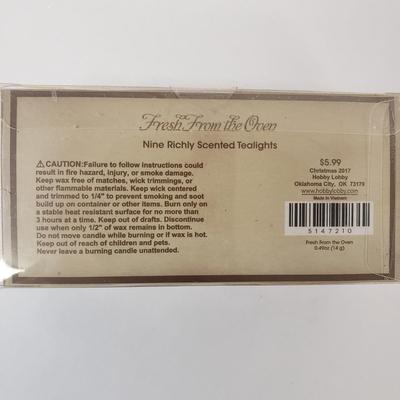 Fresh From the Oven
Nine Richly Scented Tealights
⚠CAUTION:Failure to follow instructions could
result in fire hazard, injury, or smoke damage.
Keep wax free of matches, wick trimmings, or
other flammable materials. Keep wick centered
and trimmed to 1/4" to prevent smoking and soot
build up on container or other items. Burn only on
a stable heat resistant surface for no more than
3 hours at a time. Keep out of drafts. Discontinue
use when only 1/2" of wax remains in bottom.
Do not move candle while burning or if wax is hot.
Keep out of reach of children and pets.
Never leave a burning candle unattended.
$5.99
Christmas 2017
Hobby Lobby
Oklahoma City, OK 73179
www.hobbylobby.com
Made in Vietnam
5147210
Fresh From the Oven
0.49oz (14 g)